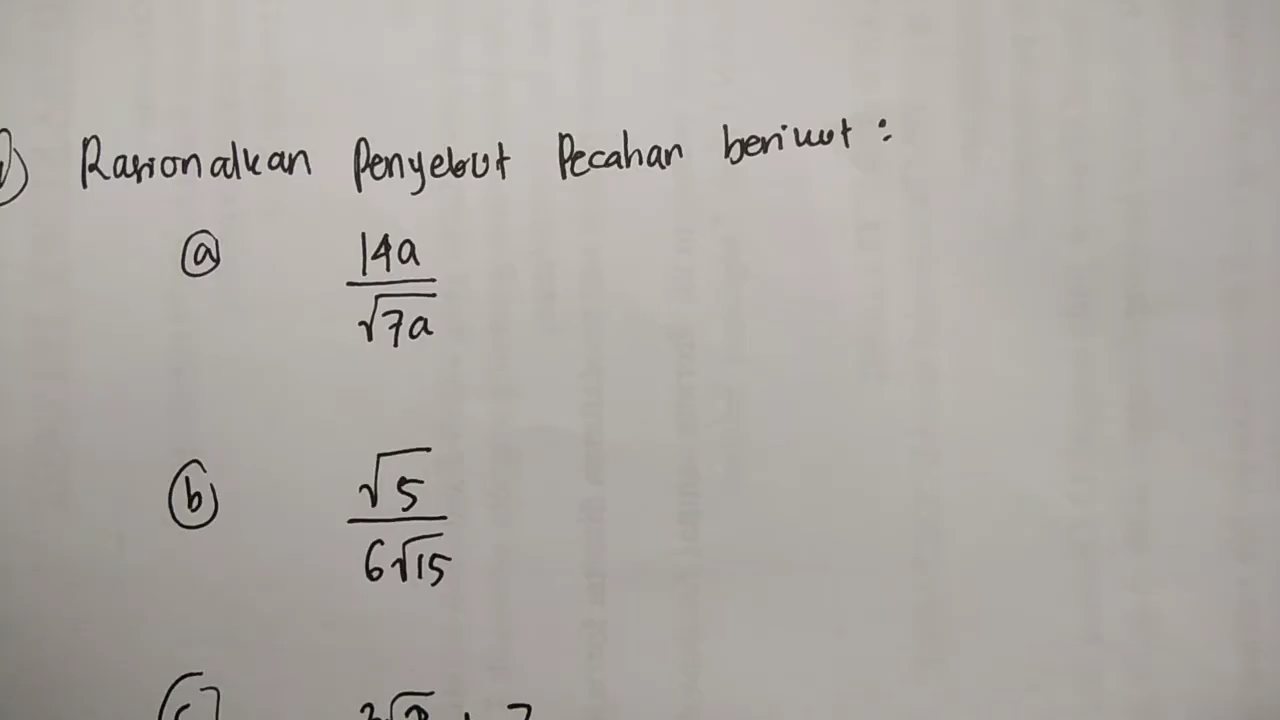 Rasionalkan Penyebut Pecahan berikut :
(a) 14a/√7a
(b) √5/6√15